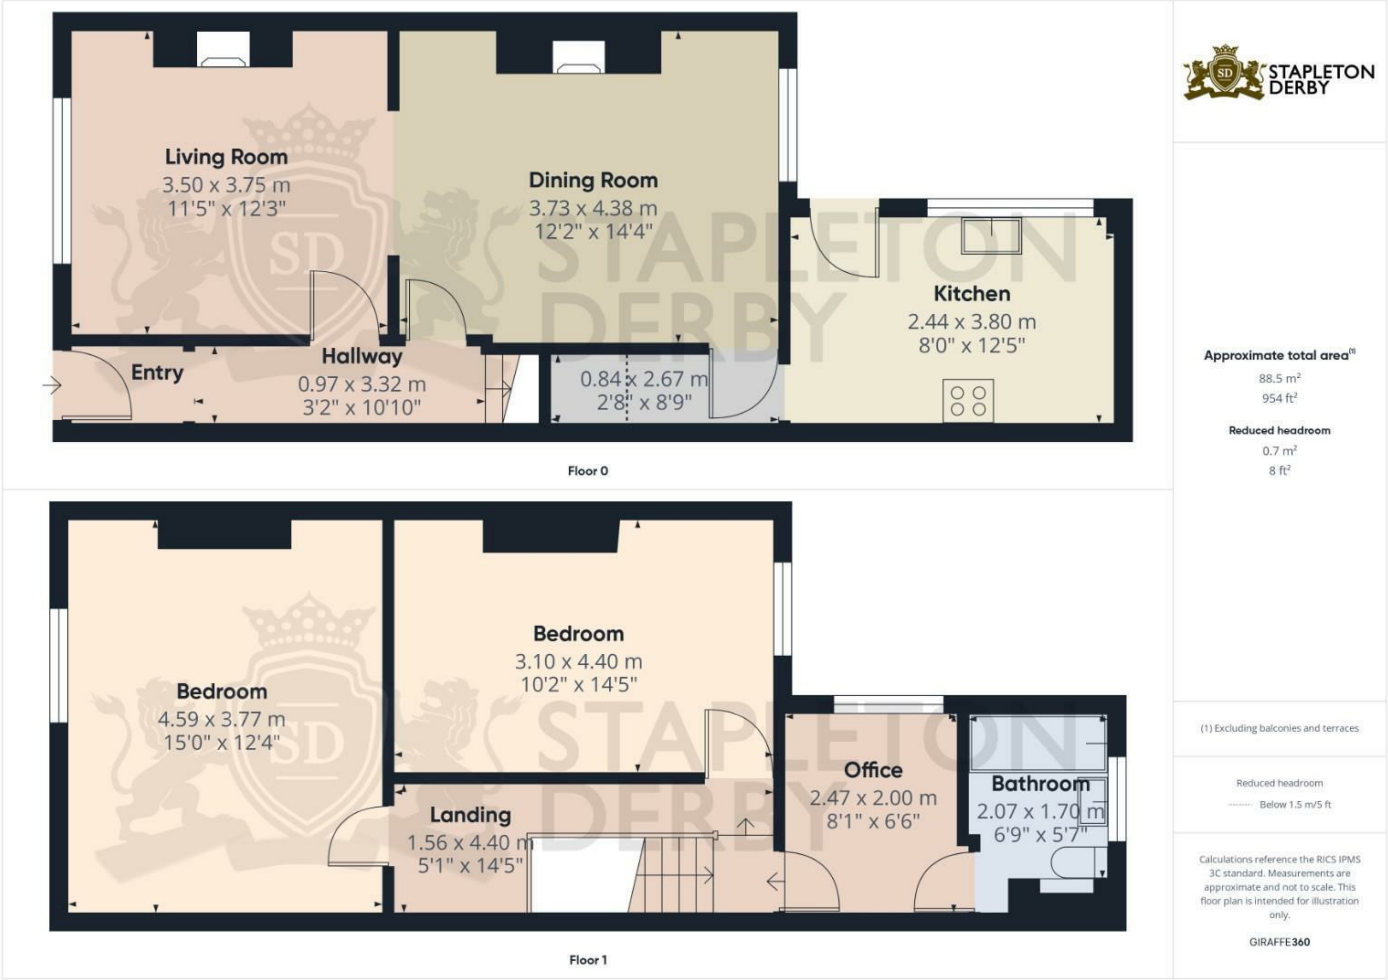 Living Room
3.50 x 3.75 m
11'5" x 12'3"
Dining Room
3.73 x 4.38 m
12'2" x 14'4"
Kitchen
2.44 x 3.80 m
8'0" x 12'5"
Entry
Hallway
0.97 x 3.32 m
3'2" x 10'10"
0.84 x 2.67 m
2'8" x 8'9"
SD
STAPLETON
DERBY
Floor 0
Bedroom
4.59 x 3.77 m
15'0" x 12'4"
Bedroom
3.10 x 4.40 m
10'2" x 14'5"
Landing
1.56 x 4.40 m
5'1" x 14'5"
Office
2.47 x 2.00 m
8'1" x 6'6"
Bathroom
2.07 x 1.70 m
6'9" x 5'7"
SD
STAPLETON
DERBY
Floor 1
SD
STAPLETON
DERBY
Approximate total area(1)
88.5 m²
954 ft²
Reduced headroom
0.7 m²
8 ft²
(1) Excluding balconies and terraces
Reduced headroom
Below 1.5 m/5 ft
Calculations reference the RICS IPMS
3C standard. Measurements are
approximate and not to scale. This
floor plan is intended for illustration
only.
GIRAFFE360